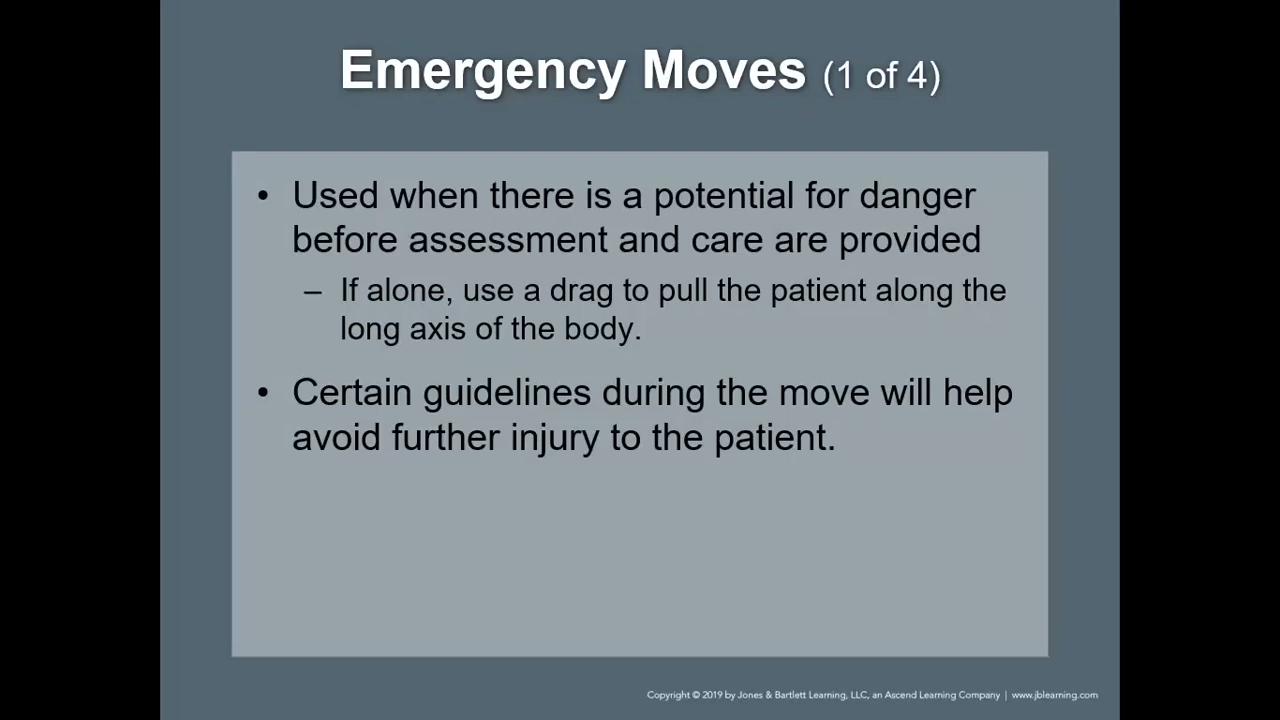 Emergency Moves (1 of 4)
• Used when there is a potential for danger
before assessment and care are provided
– If alone, use a drag to pull the patient along the
long axis of the body.
• Certain guidelines during the move will help
avoid further injury to the patient.
Copyright © 2019 by Jones & Bartlett Learning, LLC, an Ascend Learning Company | www.jblearning.com